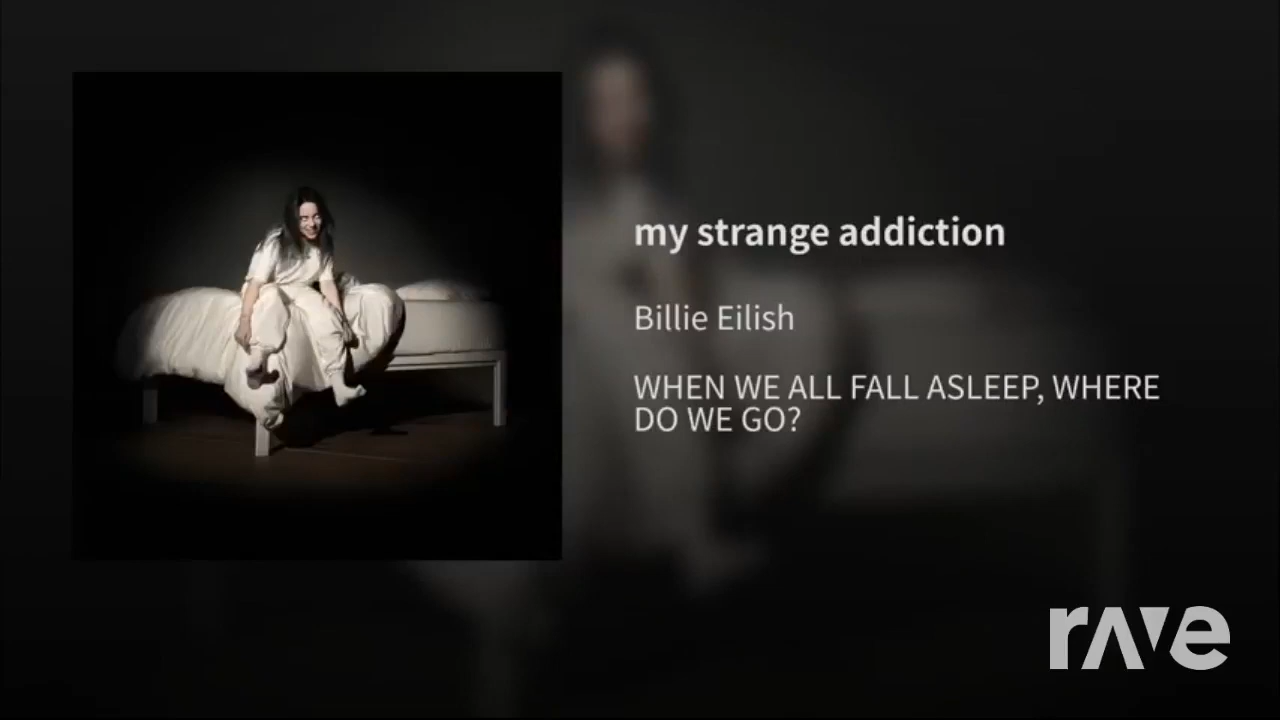 my strange addiction
Billie Eilish
WHEN WE ALL FALL ASLEEP, WHERE
DO WE GO?
rave